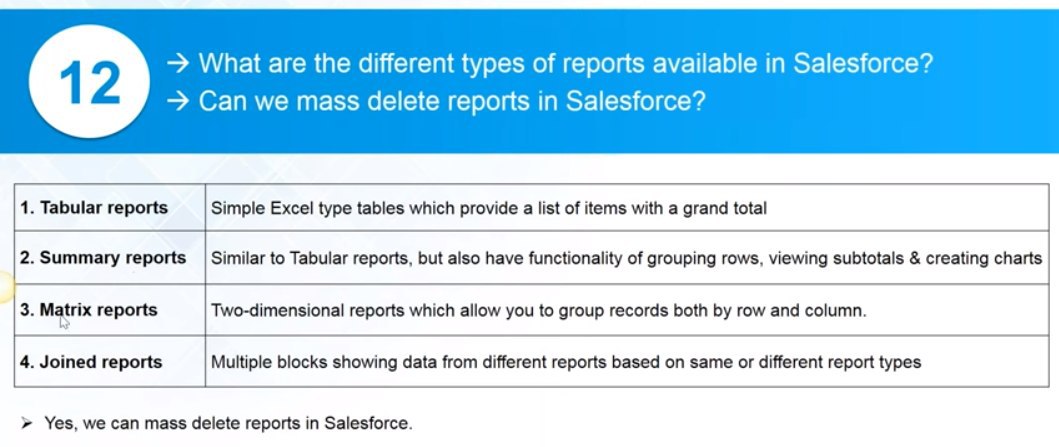 12
→ What are the different types of reports available in Salesforce?
→ Can we mass delete reports in Salesforce?
1. Tabular reports Simple Excel type tables which provide a list of items with a grand total
2. Summary reports Similar to Tabular reports, but also have functionality of grouping rows, viewing subtotals & creating charts
3. Matrix reports Two-dimensional reports which allow you to group records both by row and column.
4. Joined reports Multiple blocks showing data from different reports based on same or different report types
➢ Yes, we can mass delete reports in Salesforce.